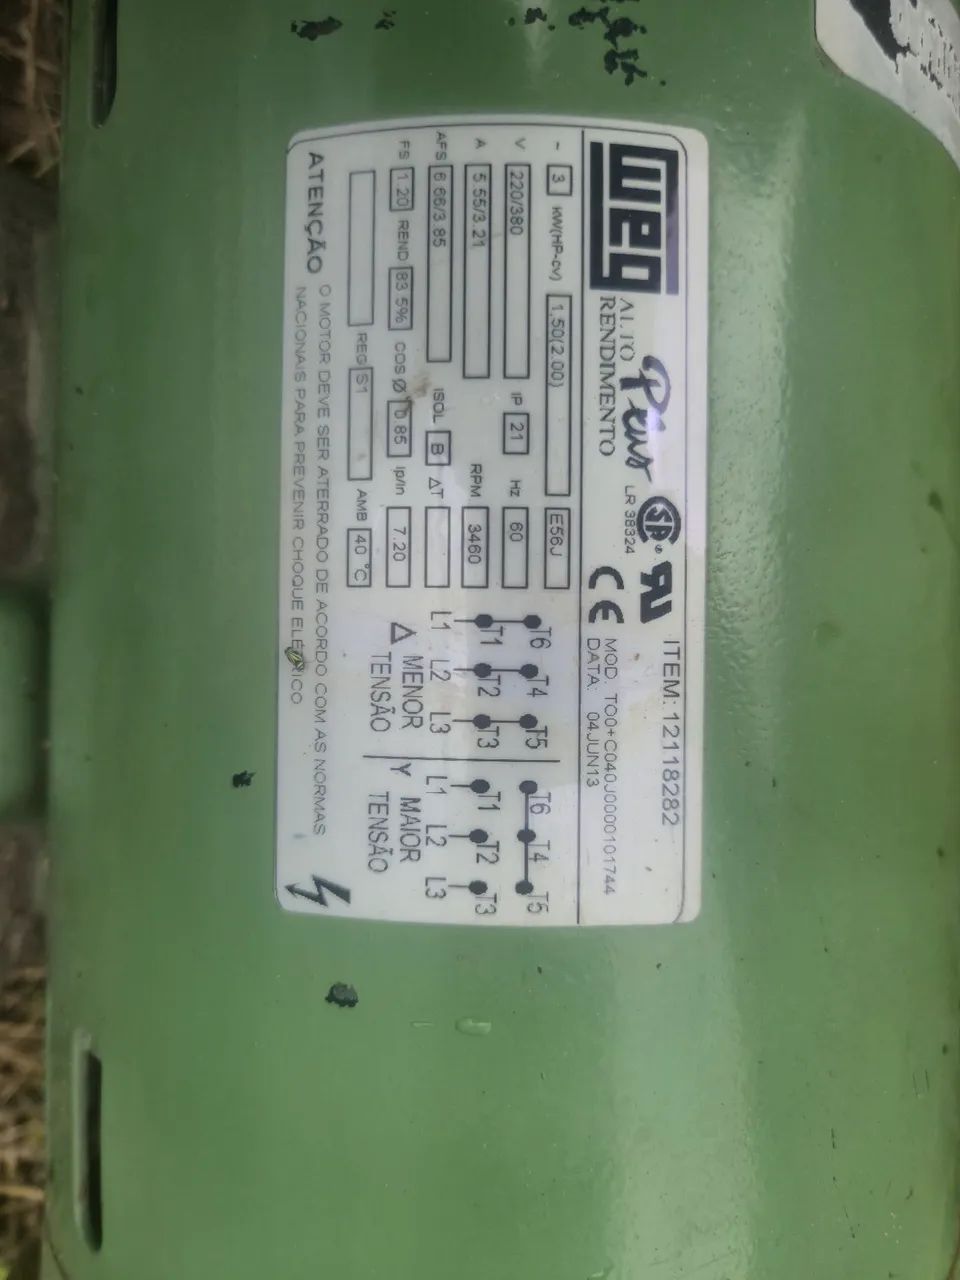 WEG
ALTO
RENDIMENTO
Plus
LR 38324
ITEM: 12118282
MOD. TO0+C040J0000101744
DATA: 04JUN13
~ 3 KW(HP-cv) 1.50(2.00) E56J
V 220/380 IP 21 Hz 60
A 5.55/3.21 RPM 3460
AFS 6.66/3.85 ISOL B ΔT
FS 1.20 REND 83.5% COS Ø 0.85 Ip/In 7.20
REG S1 AMB 40 °C
T6 T4 T5
T1 T2 T3
L1 L2 L3
Δ MENOR
TENSÃO
T6 T4 T5
T1 T2 T3
L1 L2 L3
Y MAIOR
TENSÃO
ATENÇÃO O MOTOR DEVE SER ATERRADO DE ACORDO COM AS NORMAS
NACIONAIS PARA PREVENIR CHOQUE ELÉTRICO